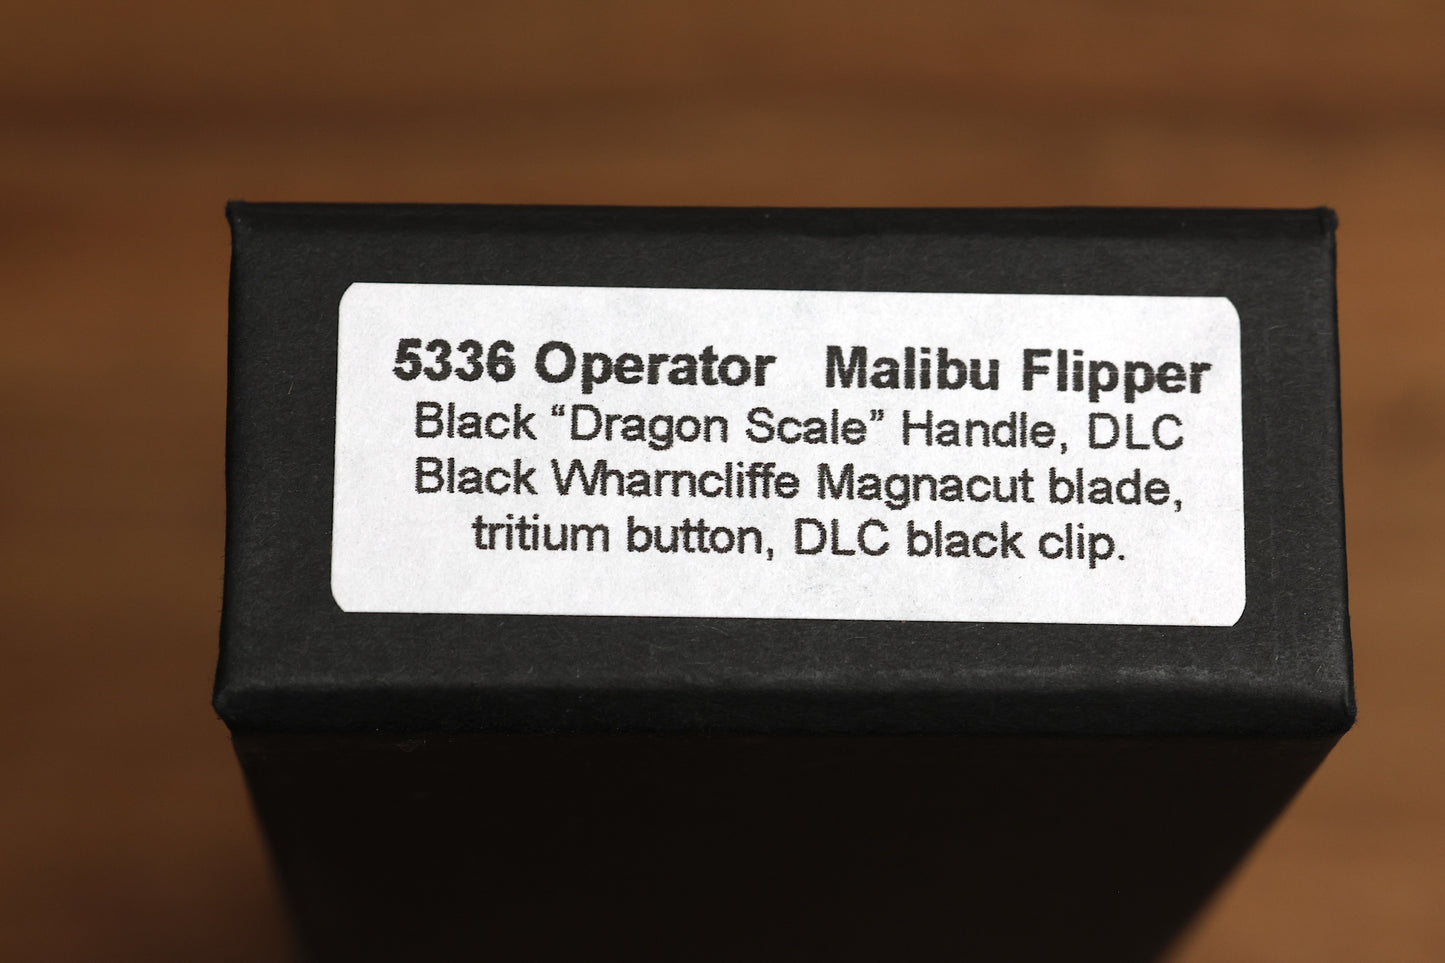 5336 Operator   Malibu Flipper
Black “Dragon Scale” Handle, DLC
Black Wharncliffe Magnacut blade,
tritium button, DLC black clip.